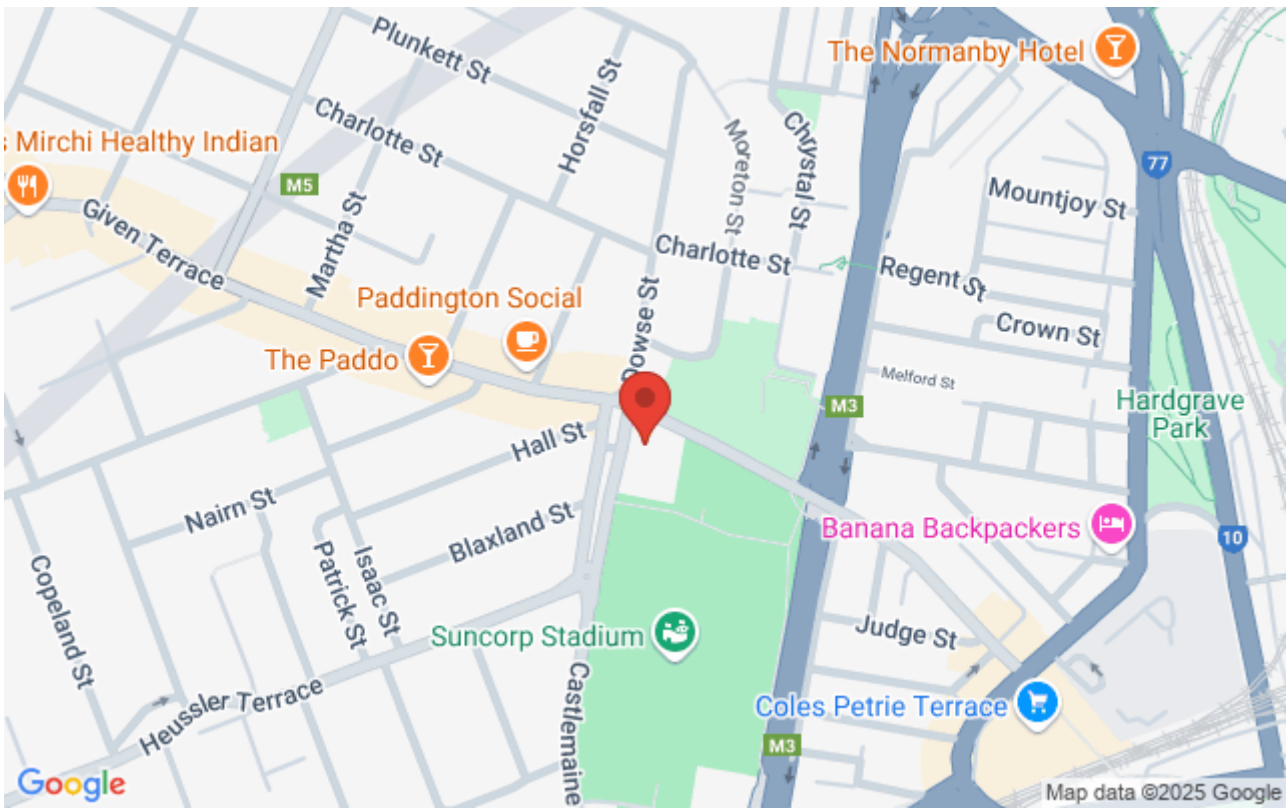 Plunkett St
The Normanby Hotel
Horsfall St
Charlotte St
Moreton St
Chrystal St
s Mirchi Healthy Indian
77
M5
Mountjoy St
Martha St
Given Terrace
Charlotte St
Regent St
Paddington Social
Dowse St
Crown St
The Paddo
Melford St
M3
Hardgrave
Park
Hall St
Nairn St
Blaxland St
Banana Backpackers
10
Copeland St
Patrick St
Isaac St
Suncorp Stadium
Judge St
Castlemaine
Heussler Terrace
Coles Petrie Terrace
M3
Google
Map data ©2025 Google